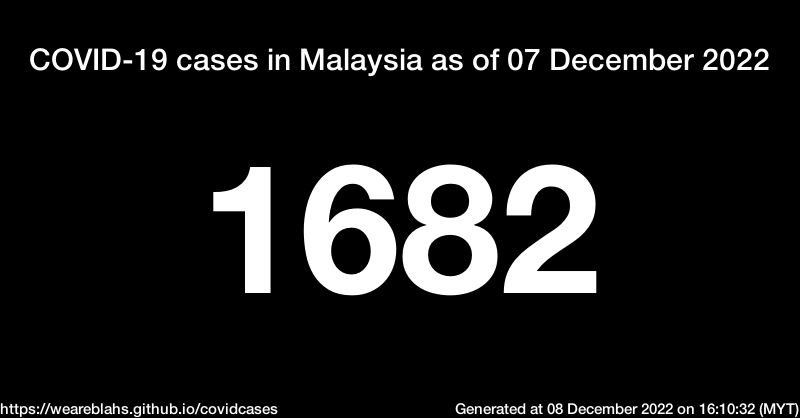 COVID-19 cases in Malaysia as of 07 December 2022
1682
https://weareblahs.github.io/covidcases
Generated at 08 December 2022 on 16:10:32 (MYT)